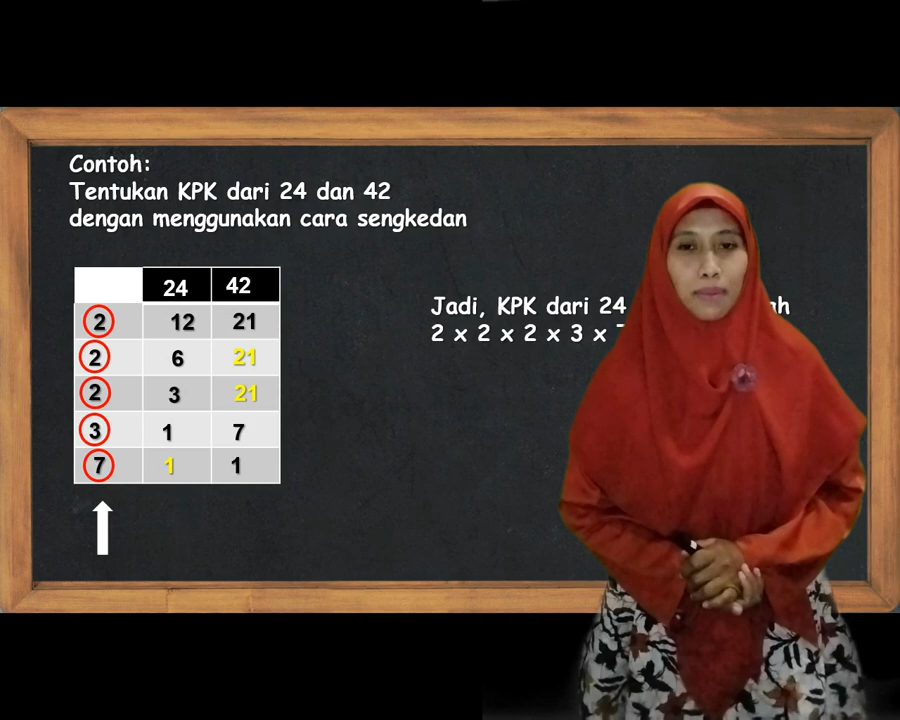 Contoh:
Tentukan KPK dari 24 dan 42
dengan menggunakan cara sengkedan
24 42
2 12 21
2 6 21
2 3 21
3 1 7
7 1 1
Jadi, KPK dari 24
2 x 2 x 2 x 3 x